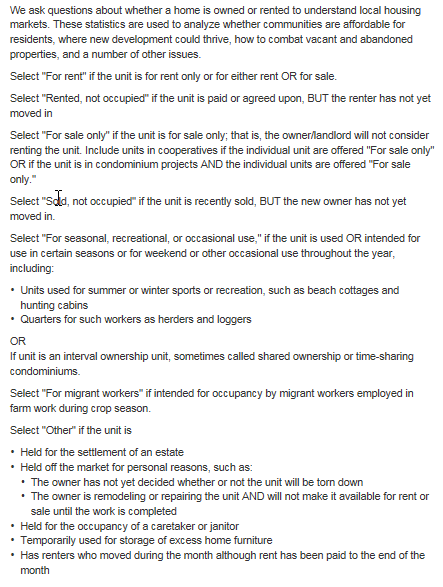 We ask questions about whether a home is owned or rented to understand local housing
markets. These statistics are used to analyze whether communities are affordable for
residents, where new development could thrive, how to combat vacant and abandoned
properties, and a number of other issues.
Select "For rent" if the unit is for rent only or for either rent OR for sale.
Select "Rented, not occupied" if the unit is paid or agreed upon, BUT the renter has not yet
moved in
Select "For sale only" if the unit is for sale only; that is, the owner/landlord will not consider
renting the unit. Include units in cooperatives if the individual unit are offered "For sale only"
OR if the unit is in condominium projects AND the individual units are offered "For sale
only."
Select "Sold, not occupied" if the unit is recently sold, BUT the new owner has not yet
moved in.
Select "For seasonal, recreational, or occasional use," if the unit is used OR intended for
use in certain seasons or for weekend or other occasional use throughout the year,
including:
• Units used for summer or winter sports or recreation, such as beach cottages and
hunting cabins
• Quarters for such workers as herders and loggers
OR
If unit is an interval ownership unit, sometimes called shared ownership or time-sharing
condominiums.
Select "For migrant workers" if intended for occupancy by migrant workers employed in
farm work during crop season.
Select "Other" if the unit is
• Held for the settlement of an estate
• Held off the market for personal reasons, such as:
• The owner has not yet decided whether or not the unit will be torn down
• The owner is remodeling or repairing the unit AND will not make it available for rent or
sale until the work is completed
• Held for the occupancy of a caretaker or janitor
• Temporarily used for storage of excess home furniture
• Has renters who moved during the month although rent has been paid to the end of the
month